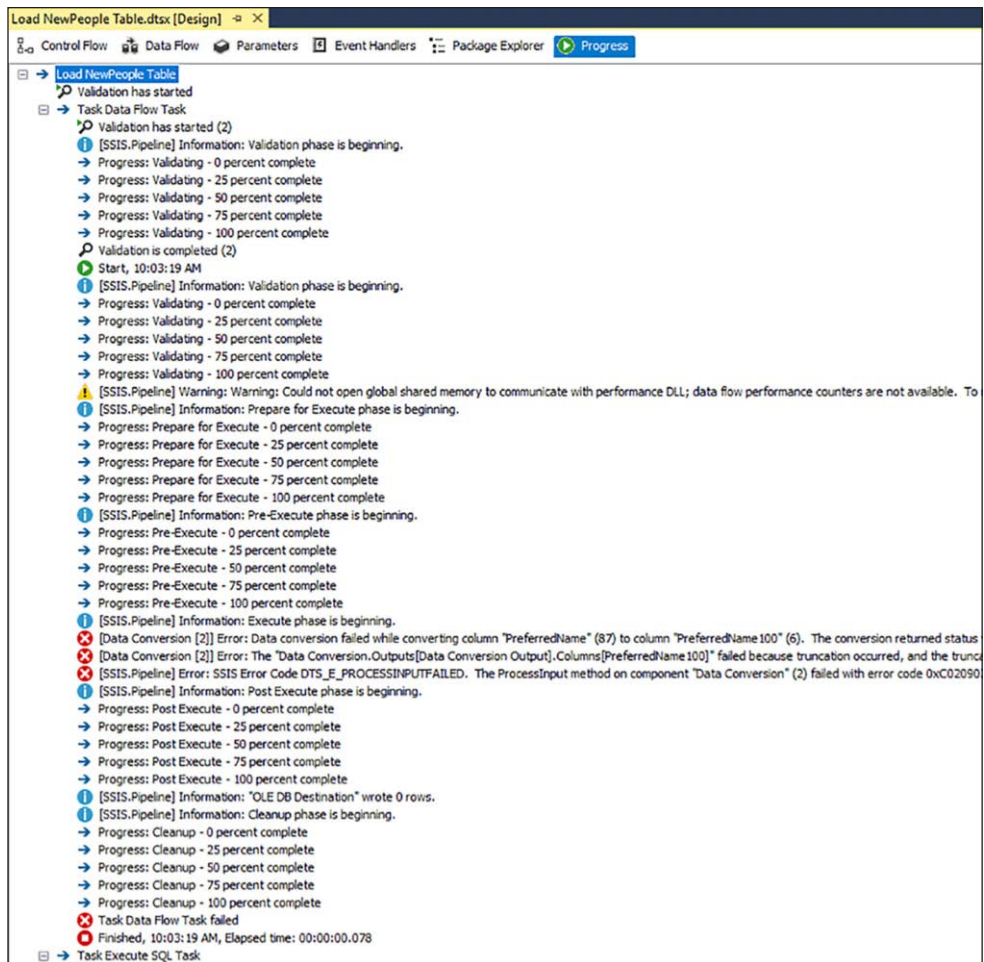 Load NewPeople Table.dtsx [Design]
Control Flow Data Flow Parameters Event Handlers Package Explorer Progress
Load NewPeople Table
Validation has started
Task Data Flow Task
Validation has started (2)
[SSIS.Pipeline] Information: Validation phase is beginning.
Progress: Validating - 0 percent complete
Progress: Validating - 25 percent complete
Progress: Validating - 50 percent complete
Progress: Validating - 75 percent complete
Progress: Validating - 100 percent complete
Validation is completed (2)
Start, 10:03:19 AM
[SSIS.Pipeline] Information: Validation phase is beginning.
Progress: Validating - 0 percent complete
Progress: Validating - 25 percent complete
Progress: Validating - 50 percent complete
Progress: Validating - 75 percent complete
Progress: Validating - 100 percent complete
[SSIS.Pipeline] Warning: Warning: Could not open global shared memory to communicate with performance DLL; data flow performance counters are not available. To
[SSIS.Pipeline] Information: Prepare for Execute phase is beginning.
Progress: Prepare for Execute - 0 percent complete
Progress: Prepare for Execute - 25 percent complete
Progress: Prepare for Execute - 50 percent complete
Progress: Prepare for Execute - 75 percent complete
Progress: Prepare for Execute - 100 percent complete
[SSIS.Pipeline] Information: Pre-Execute phase is beginning.
Progress: Pre-Execute - 0 percent complete
Progress: Pre-Execute - 25 percent complete
Progress: Pre-Execute - 50 percent complete
Progress: Pre-Execute - 75 percent complete
Progress: Pre-Execute - 100 percent complete
[SSIS.Pipeline] Information: Execute phase is beginning.
[Data Conversion [2]] Error: Data conversion failed while converting column "PreferredName" (87) to column "PreferredName100" (6). The conversion returned status
[Data Conversion [2]] Error: The "Data Conversion.Outputs[Data Conversion Output].Columns[PreferredName100]" failed because truncation occurred, and the trunca
[SSIS.Pipeline] Error: SSIS Error Code DTS_E_PROCESSINPUTFAILED. The ProcessInput method on component "Data Conversion" (2) failed with error code 0xC020902
[SSIS.Pipeline] Information: Post Execute phase is beginning.
Progress: Post Execute - 0 percent complete
Progress: Post Execute - 25 percent complete
Progress: Post Execute - 50 percent complete
Progress: Post Execute - 75 percent complete
Progress: Post Execute - 100 percent complete
[SSIS.Pipeline] Information: "OLE DB Destination" wrote 0 rows.
[SSIS.Pipeline] Information: Cleanup phase is beginning.
Progress: Cleanup - 0 percent complete
Progress: Cleanup - 25 percent complete
Progress: Cleanup - 50 percent complete
Progress: Cleanup - 75 percent complete
Progress: Cleanup - 100 percent complete
Task Data Flow Task failed
Finished, 10:03:19 AM, Elapsed time: 00:00:00.078
Task Execute SQL Task